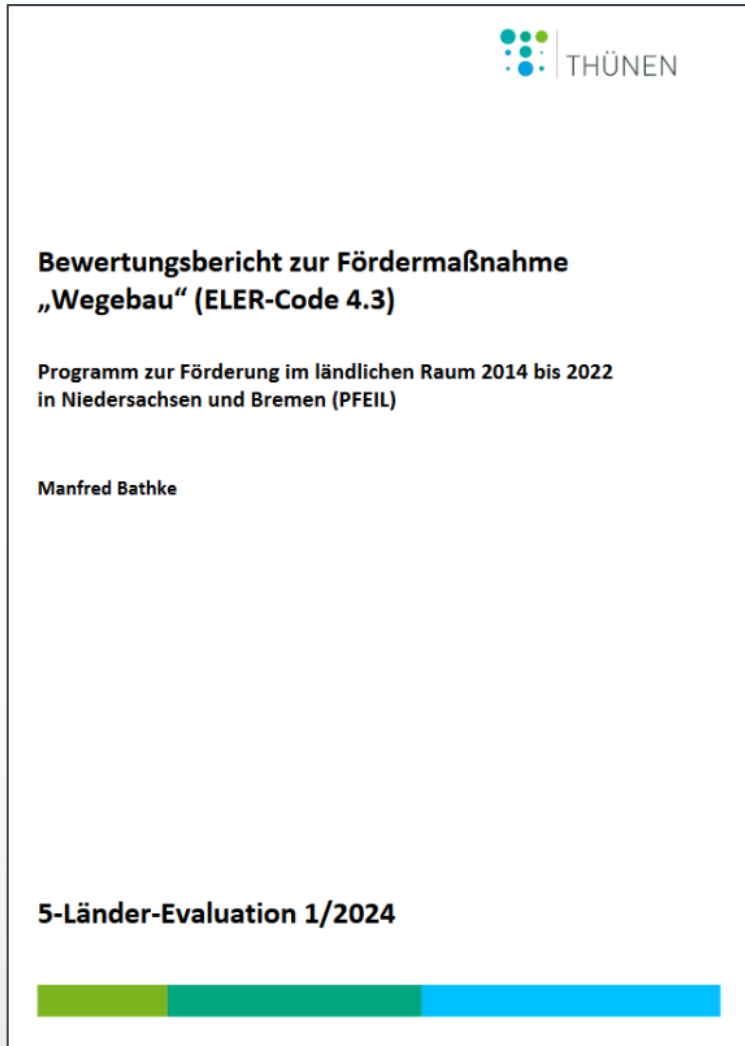 THÜNEN
Bewertungsbericht zur Fördermaßnahme
„Wegebau“ (ELER-Code 4.3)
Programm zur Förderung im ländlichen Raum 2014 bis 2022
in Niedersachsen und Bremen (PFEIL)
Manfred Bathke
5-Länder-Evaluation 1/2024